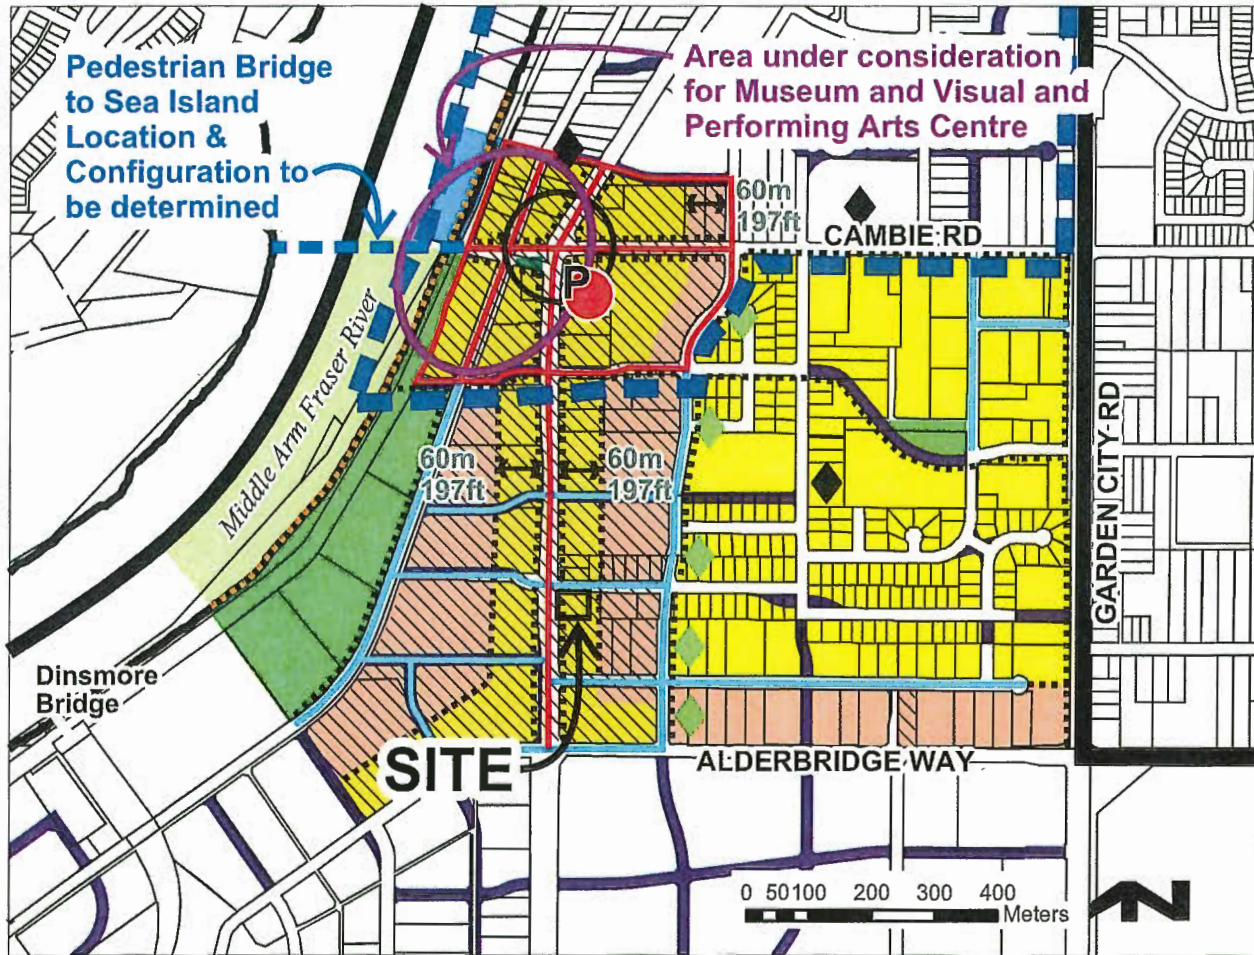 Pedestrian Bridge
to Sea Island
Location &
Configuration to
be determined
Area under consideration
for Museum and Visual and
Performing Arts Centre
60m
197ft
CAMBIE RD
P
Middle Arm Fraser River
60m
197ft
60m
197ft
GARDEN CITY RD
Dinsmore
Bridge
SITE
ALDERBRIDGE WAY
0 50 100 200 300 400
Meters
N